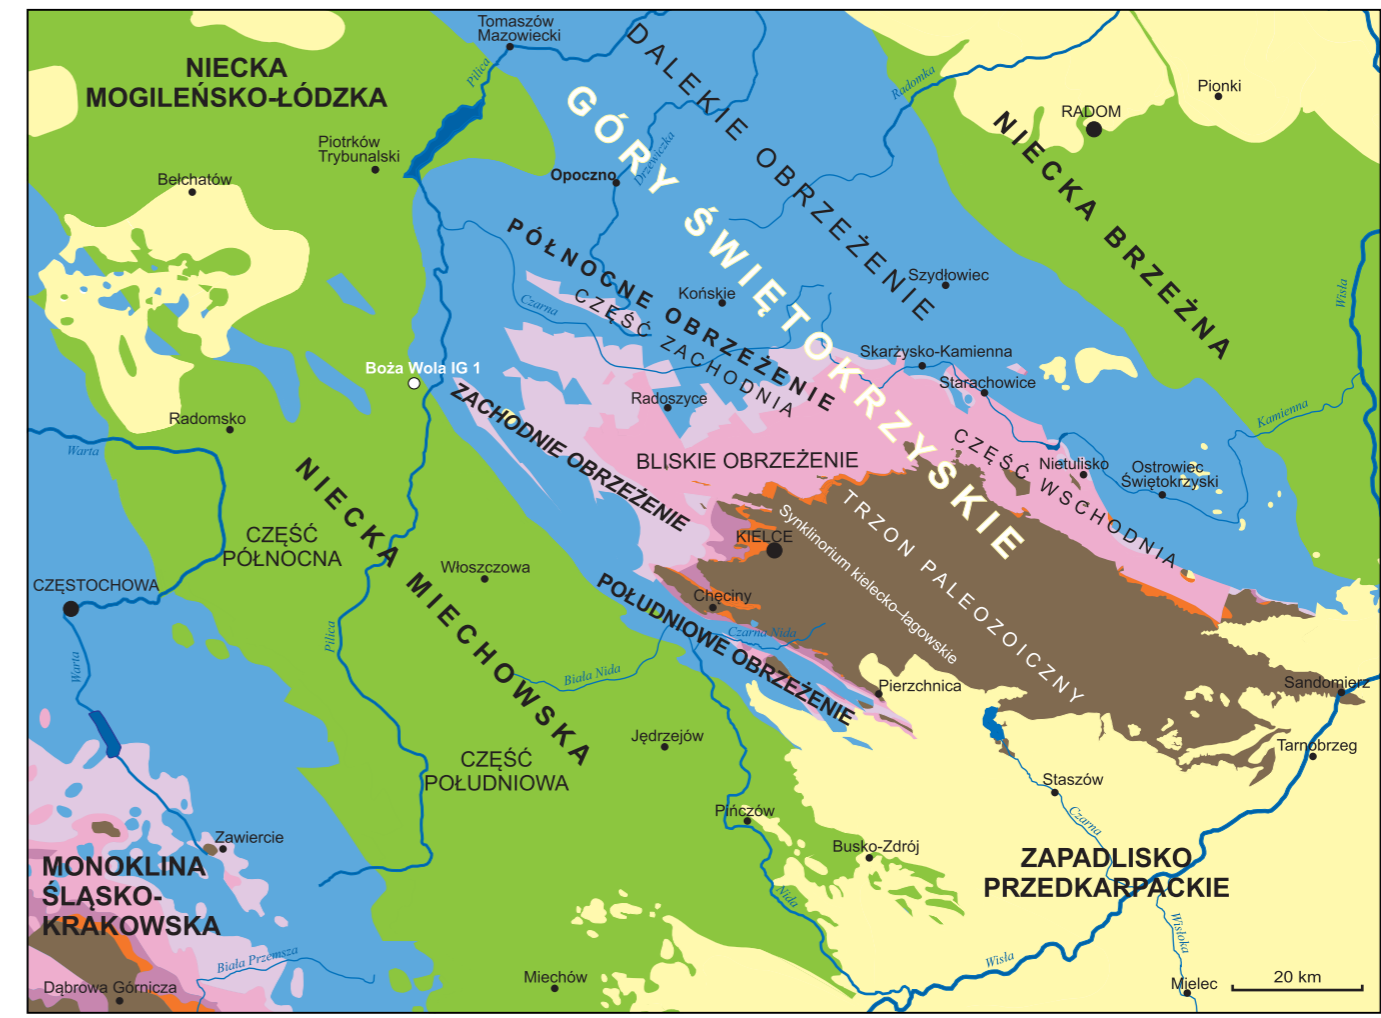 Tomaszów
Mazowiecki
NIECKA
MOGILEŃSKO-ŁÓDZKA
Pilica
DALEKIE OBRZEŻENIE
Radomka
Pionki
RADOM
GÓRY ŚWIĘTOKRZYSKIE
NIECKA BRZEŻNA
Piotrków
Trybunalski
Drzewiczka
Bełchatów
Opoczno
PÓŁNOCNE OBRZEŻENIE
CZĘŚĆ ZACHODNIA
Szydłowiec
Końskie
Czarna
Wisła
Skarżysko-Kamienna
Boża Wola IG 1
Starachowice
ZACHODNIE OBRZEŻENIE
Radoszyce
Radomsko
Kamienna
Warta
CZĘŚĆ WSCHODNIA
BLISKIE OBRZEŻENIE
Nietulisko
Ostrowiec
Świętokrzyski
NIECKA MIECHOWSKA
TRZON PALEOZOICZNY
Synklinorium kielecko–łagowskie
CZĘŚĆ
PÓŁNOCNA
KIELCE
Włoszczowa
CZĘSTOCHOWA
POŁUDNIOWE OBRZEŻENIE
Chęciny
Czarna Nida
Pilica
Warta
Biała Nida
Pierzchnica
Sandomierz
Jędrzejów
Tarnobrzeg
CZĘŚĆ
POŁUDNIOWA
Staszów
Pińczów
Czarna
Zawiercie
Busko-Zdrój
MONOKLINA
ŚLĄSKO-
KRAKOWSKA
ZAPADLISKO
PRZEDKARPACKIE
Nida
Wisłoka
Biała Przemsza
Wisła
Miechów
Dąbrowa Górnicza
Mielec
20 km